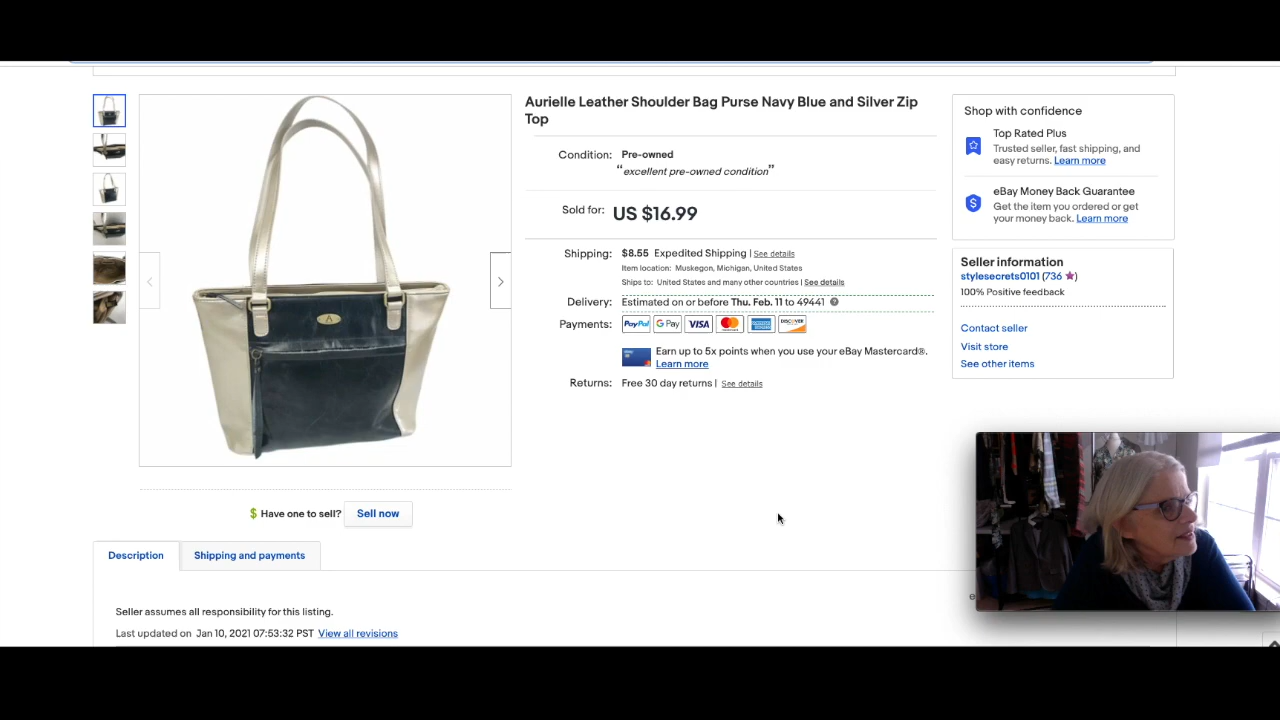 Aurielle Leather Shoulder Bag Purse Navy Blue and Silver Zip
Top
Condition: Pre-owned
“excellent pre-owned condition”
Sold for: US $16.99
Shipping: $8.55 Expedited Shipping | See details
Item location: Muskegon, Michigan, United States
Ships to: United States and many other countries | See details
Delivery: Estimated on or before Thu. Feb. 11 to 49441
Payments: PayPal G Pay VISA
Earn up to 5x points when you use your eBay Mastercard®.
Learn more
Returns: Free 30 day returns | See details
Shop with confidence
Top Rated Plus
Trusted seller, fast shipping, and
easy returns. Learn more
eBay Money Back Guarantee
Get the item you ordered or get
your money back. Learn more
Seller information
stylesecrets0101 (736)
100% Positive feedback
Contact seller
Visit store
See other items
A
$ Have one to sell? Sell now
Description
Shipping and payments
Seller assumes all responsibility for this listing.
Last updated on Jan 10, 2021 07:53:32 PST View all revisions